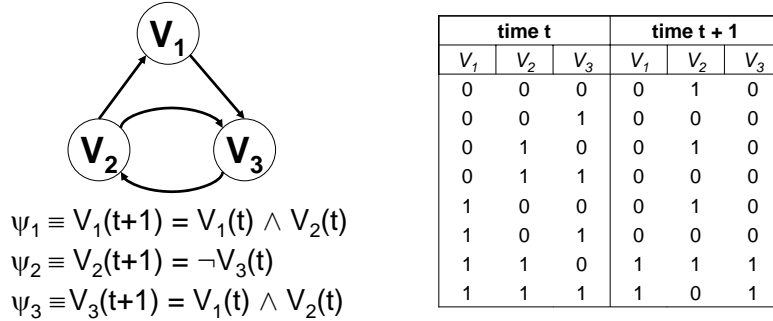 V1
V2
V3
ψ1 ≡ V1(t+1) = V1(t) ∧ V2(t)
ψ2 ≡ V2(t+1) = ¬V3(t)
ψ3 ≡V3(t+1) = V1(t) ∧ V2(t)
time t time t + 1
V1 V2 V3 V1 V2 V3
0 0 0 0 1 0
0 0 1 0 0 0
0 1 0 0 1 0
0 1 1 0 0 0
1 0 0 0 1 0
1 0 1 0 0 0
1 1 0 1 1 1
1 1 1 1 0 1